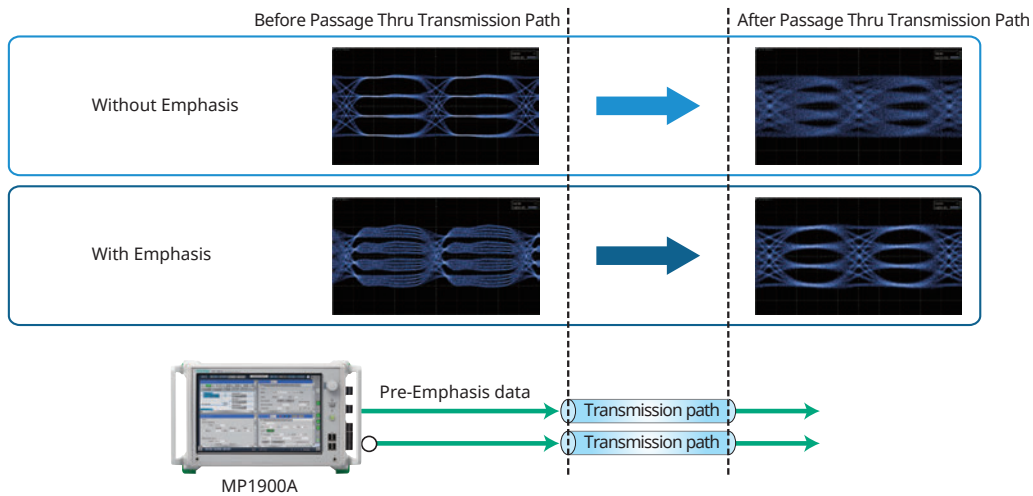 Before Passage Thru Transmission Path
After Passage Thru Transmission Path
Without Emphasis
With Emphasis
Pre-Emphasis data
Transmission path
Transmission path
MP1900A